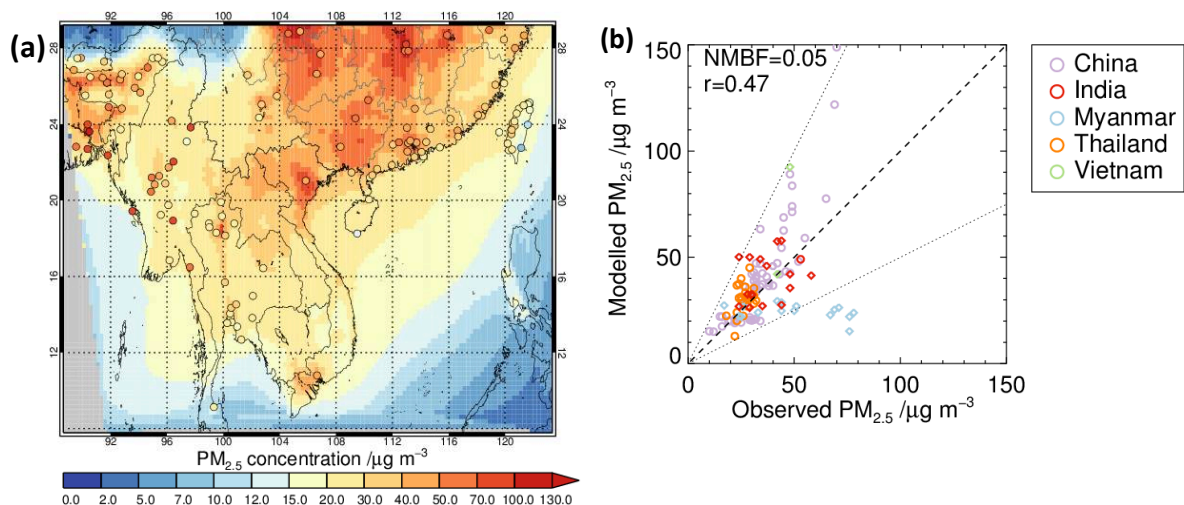 (a)
92 96 100 104 108 112 116 120
28 28
24 24
20 20
16 16
12 12
92 96 100 104 108 112 116 120
PM2.5 concentration /µg m−3
0.0 2.0 5.0 7.0 10.0 12.0 15.0 20.0 30.0 40.0 50.0 70.0 100.0 130.0
(b)
NMBF=0.05
r=0.47
150
100
50
0
Modelled PM2.5 /µg m−3
0 50 100 150
Observed PM2.5 /µg m−3
China
India
Myanmar
Thailand
Vietnam